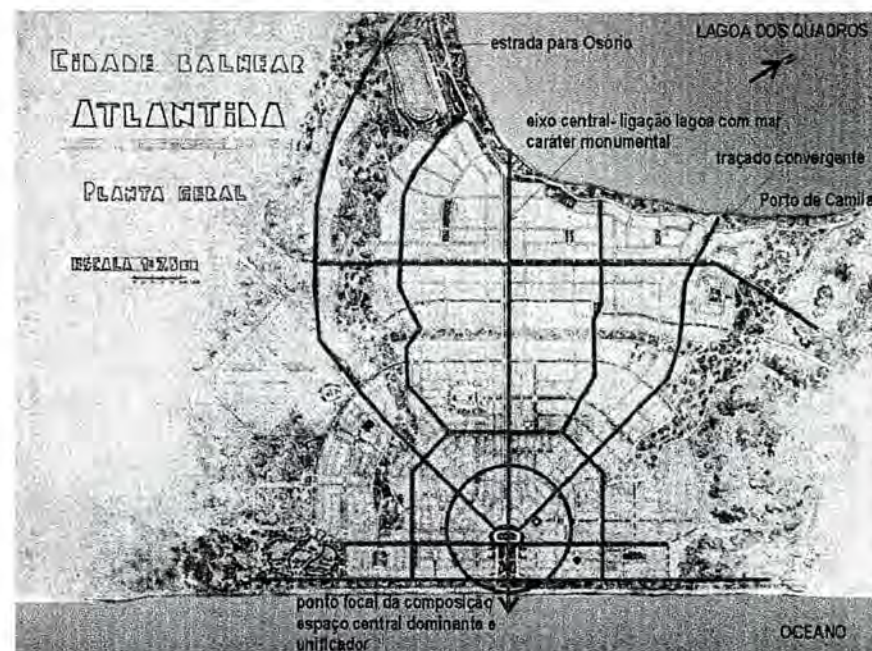 CIDADE BALNEAR
ATLANTIDA
PLANTA GERAL
estrada para Osório
LAGOA DOS QUADROS
eixo central- ligação lagoa com mar
caráter monumental
traçado convergente
Porto de Camila
ponto focal da composição
espaço central dominante e
unificador
OCEANO